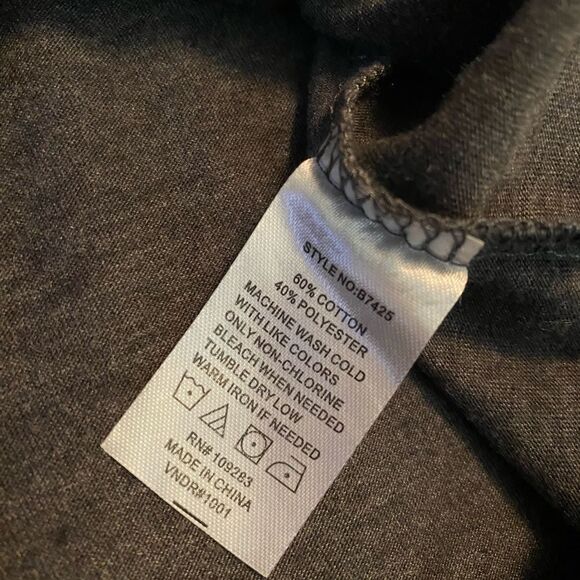 STYLE NO:B7425
60% COTTON
40% POLYESTER
MACHINE WASH COLD
WITH LIKE COLORS
ONLY NON-CHLORINE
BLEACH WHEN NEEDED
TUMBLE DRY LOW
WARM IRON IF NEEDED
RN# 109283
MADE IN CHINA
VNDR#1001